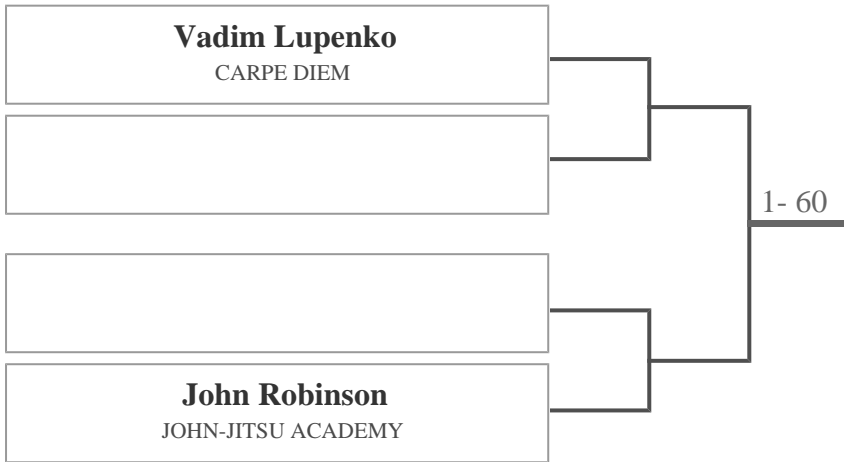 Vadim Lupenko
CARPE DIEM
1- 60
John Robinson
JOHN-JITSU ACADEMY